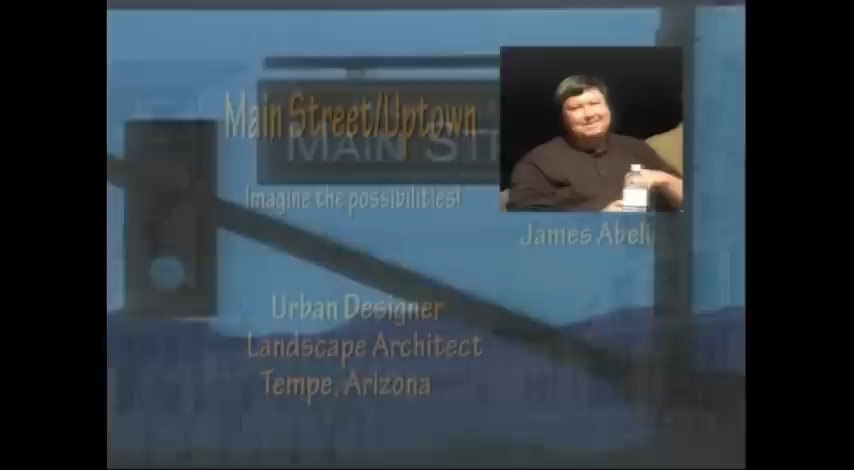 Main Street/Uptown
MAIN ST
Imagine the possibilities!
James Abell
Urban Designer
Landscape Architect
Tempe, Arizona